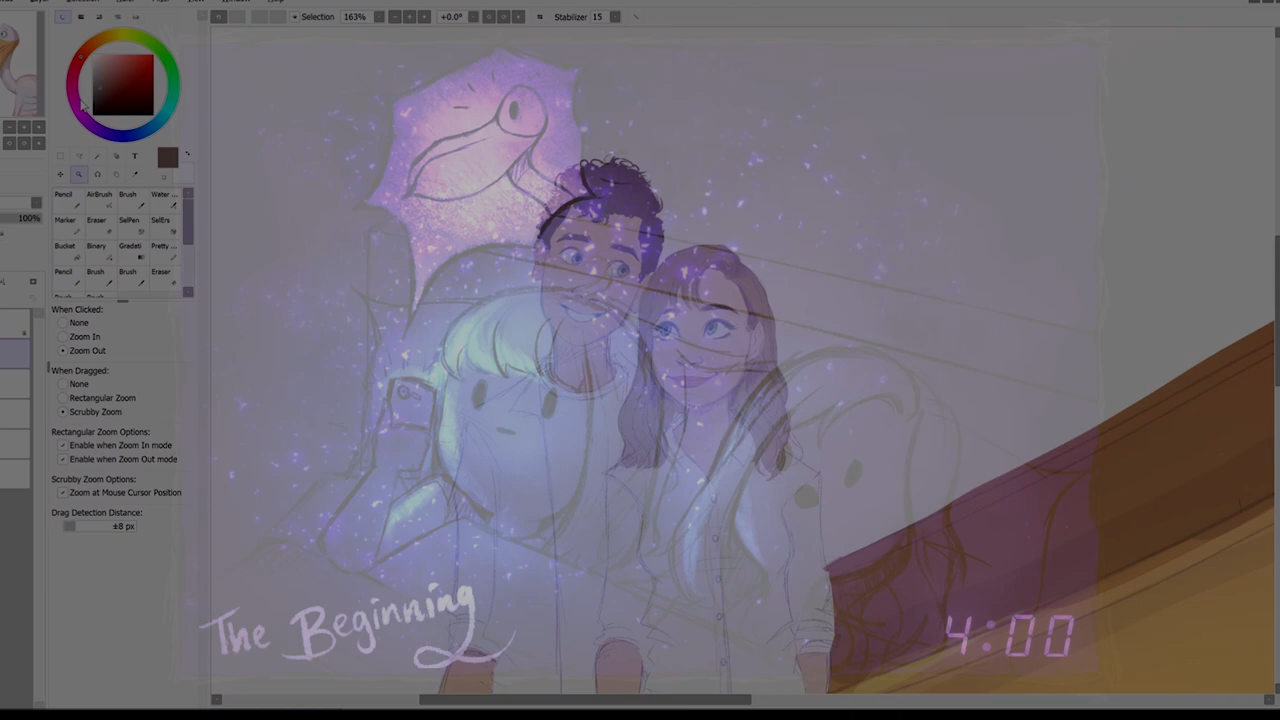 Selection 163% +0.0° Stabilizer 15
T
100%
Pencil AirBrush Brush Water ...
Marker Eraser SelPen SelErs
Bucket Binary Gradati Pretty ...
Pencil Brush Brush Eraser
When Clicked:
None
Zoom In
Zoom Out
When Dragged:
None
Rectangular Zoom
Scrubby Zoom
Rectangular Zoom Options:
Enable when Zoom In mode
Enable when Zoom Out mode
Scrubby Zoom Options:
Zoom at Mouse Cursor Position
Drag Detection Distance:
±8 px
The Beginning
4:00